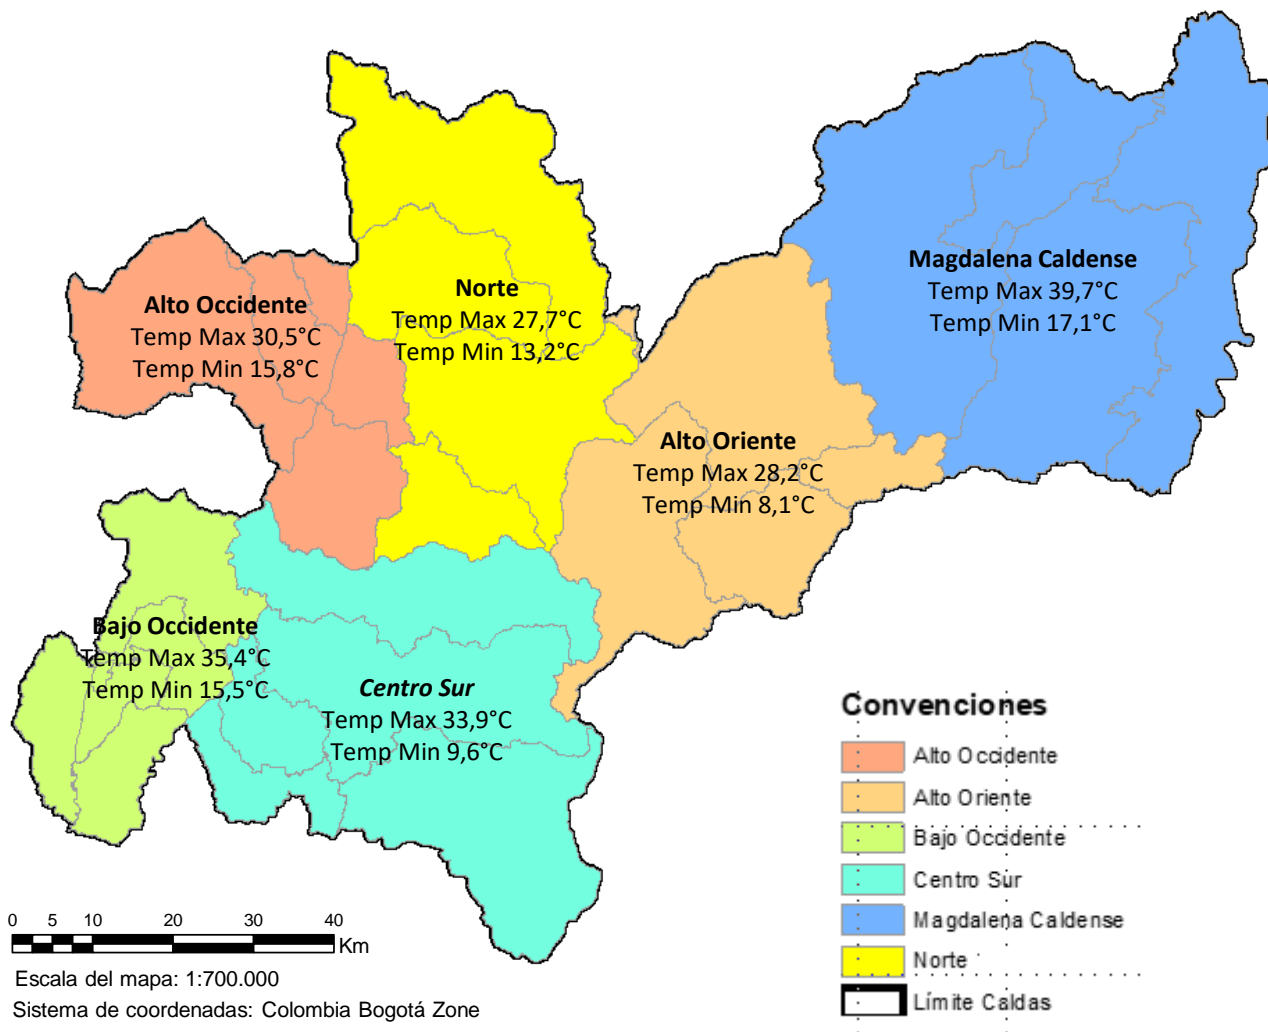 Magdalena Caldense
Temp Max 39,7°C
Temp Min 17,1°C
Norte
Temp Max 27,7°C
Temp Min 13,2°C
Alto Occidente
Temp Max 30,5°C
Temp Min 15,8°C
Alto Oriente
Temp Max 28,2°C
Temp Min 8,1°C
Bajo Occidente
Temp Max 35,4°C
Temp Min 15,5°C
Centro Sur
Temp Max 33,9°C
Temp Min 9,6°C
Convenciones
Alto Occidente
Alto Oriente
Bajo Occidente
Centro Sur
Magdalena Caldense
Norte
Límite Caldas
0 5 10 20 30 40
Km
Escala del mapa: 1:700.000
Sistema de coordenadas: Colombia Bogotá Zone